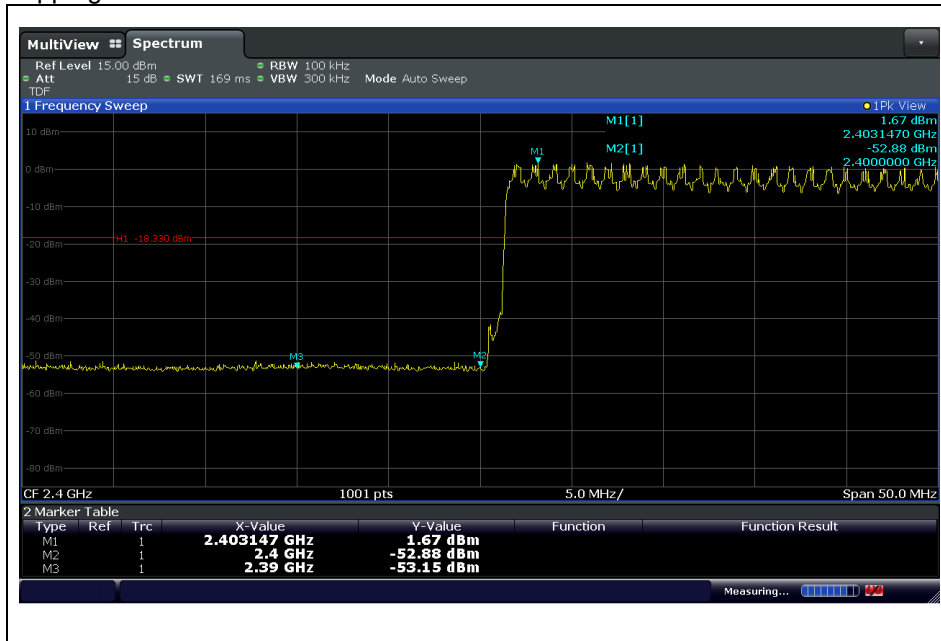 MultiView Spectrum
Ref Level 15.00 dBm RBW 100 kHz
Att 15 dB SWT 169 ms VBW 300 kHz Mode Auto Sweep
TDF
1 Frequency Sweep 1Pk View
M1[1] 1.67 dBm
2.4031470 GHz
M2[1] -52.88 dBm
2.4000000 GHz
10 dBm
M1
0 dBm
-10 dBm
H1 -18.330 dBm
-20 dBm
-30 dBm
-40 dBm
-50 dBm
M3 M2
-60 dBm
-70 dBm
-80 dBm
CF 2.4 GHz 1001 pts 5.0 MHz/ Span 50.0 MHz
2 Marker Table
Type Ref Trc X-Value Y-Value Function Function Result
M1 1 2.403147 GHz 1.67 dBm
M2 1 2.4 GHz -52.88 dBm
M3 1 2.39 GHz -53.15 dBm
Measuring...